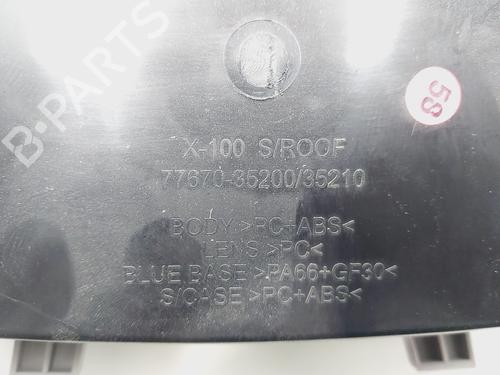 B-PARTS
58
X-100 S/ROOF
77670-35200/35210
BODY >PC+ABS<
LENS >PC<
BLUE BASE >PA66+GF30<
S/CASE >PC+ABS<